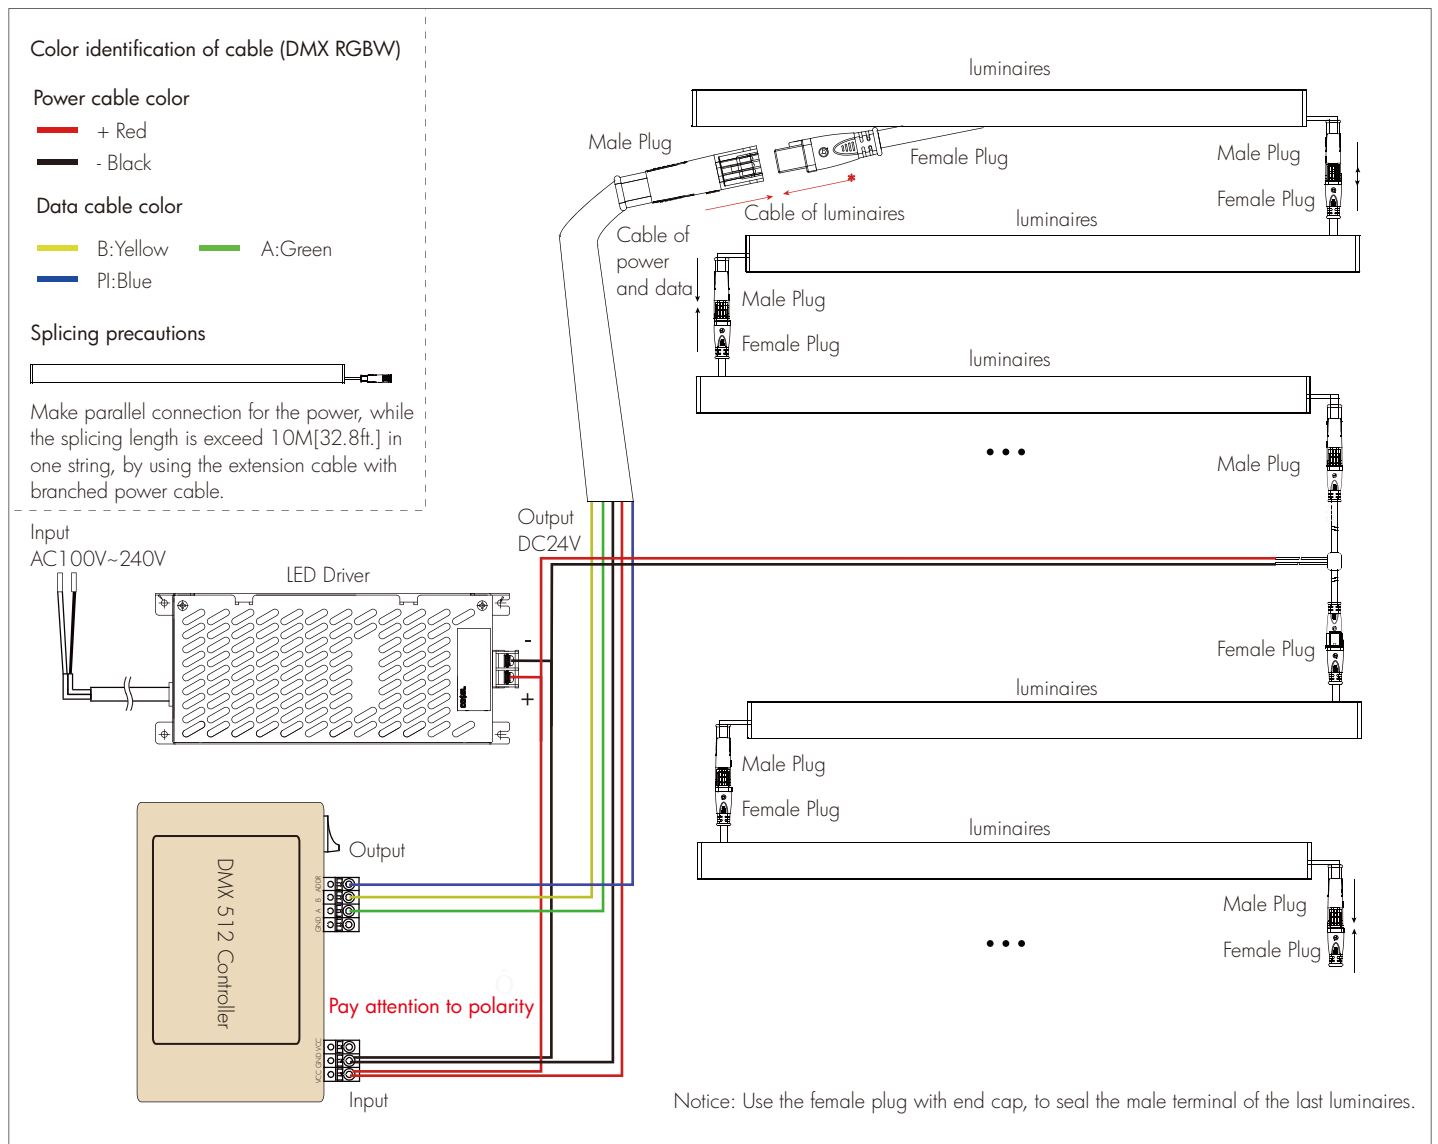 Color identification of cable (DMX RGBW)
Power cable color
+ Red
- Black
Data cable color
B:Yellow
A:Green
PI:Blue
Splicing precautions
Make parallel connection for the power, while
the splicing length is exceed 10M[32.8ft.] in
one string, by using the extension cable with
branched power cable.
luminaires
Male Plug
Female Plug
Male Plug
Female Plug
Cable of luminaires
luminaires
Cable of
power
and data
Male Plug
Female Plug
luminaires
Male Plug
Input
AC100V~240V
Output
DC24V
LED Driver
-
+
Female Plug
luminaires
Male Plug
Female Plug
luminaires
Male Plug
Female Plug
DMX 512 Controller
Output
ADDR
B
A
GND
Pay attention to polarity
VCC
GND
VCC
Input
Notice: Use the female plug with end cap, to seal the male terminal of the last luminaires.